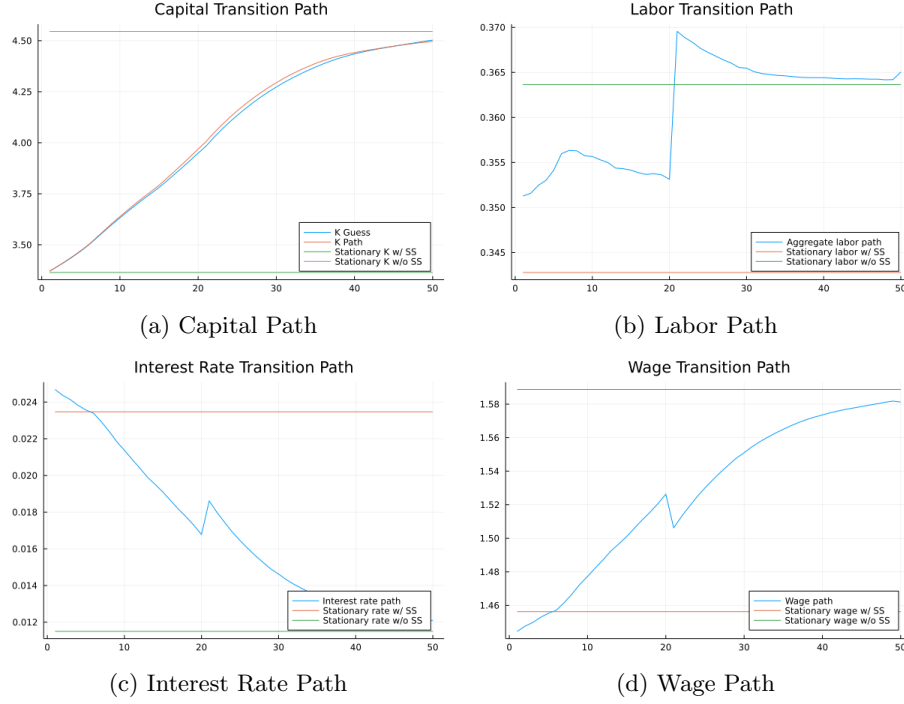 Capital Transition Path
4.50
4.25
4.00
3.75
3.50
K Guess
K Path
Stationary K w/ SS
Stationary K w/o SS
0
10
20
30
40
50
(a) Capital Path
Labor Transition Path
0.370
0.365
0.363
0.355
0.350
0.345
Aggregate labor path
Stationary labor w/ SS
Stationary labor w/o SS
0
10
20
30
40
50
(b) Labor Path
Interest Rate Transition Path
0.024
0.022
0.020
0.018
0.016
0.014
0.012
Interest rate path
Stationary rate w/ SS
Stationary rate w/o SS
0
10
20
30
40
50
(c) Interest Rate Path
Wage Transition Path
1.58
1.56
1.54
1.52
1.50
1.48
1.46
Wage path
Stationary wage w/ SS
Stationary wage w/o SS
0
10
20
30
40
50
(d) Wage Path